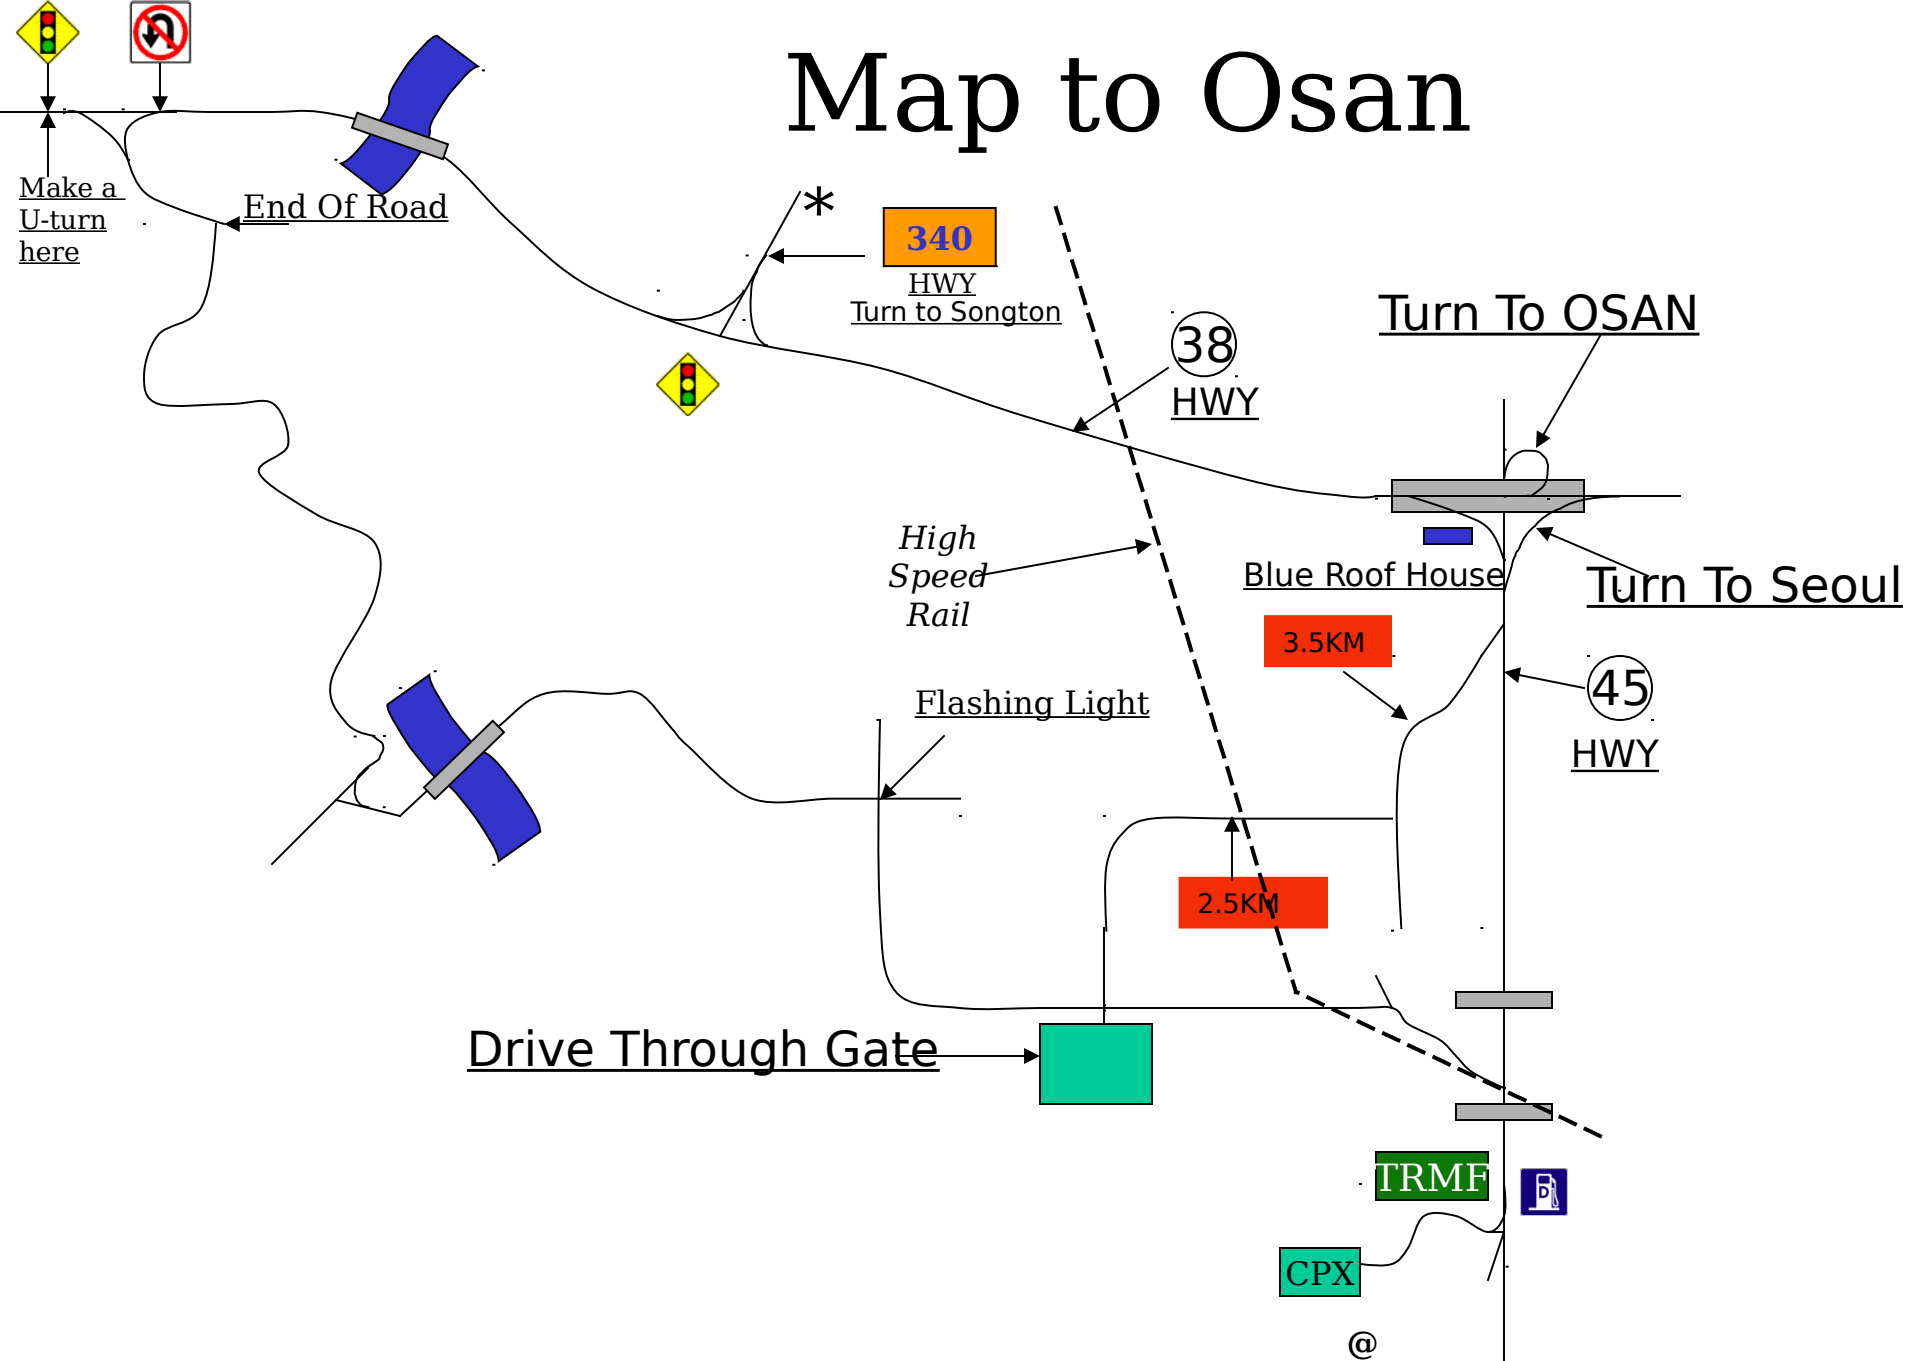 Map to Osan
Make a
U-turn
here
End Of Road
*
340
HWY
Turn to Songton
38
HWY
Turn To OSAN
High
Speed
Rail
Blue Roof House
Turn To Seoul
3.5KM
45
HWY
Flashing Light
2.5KM
Drive Through Gate
TRMF
D
CPX
@